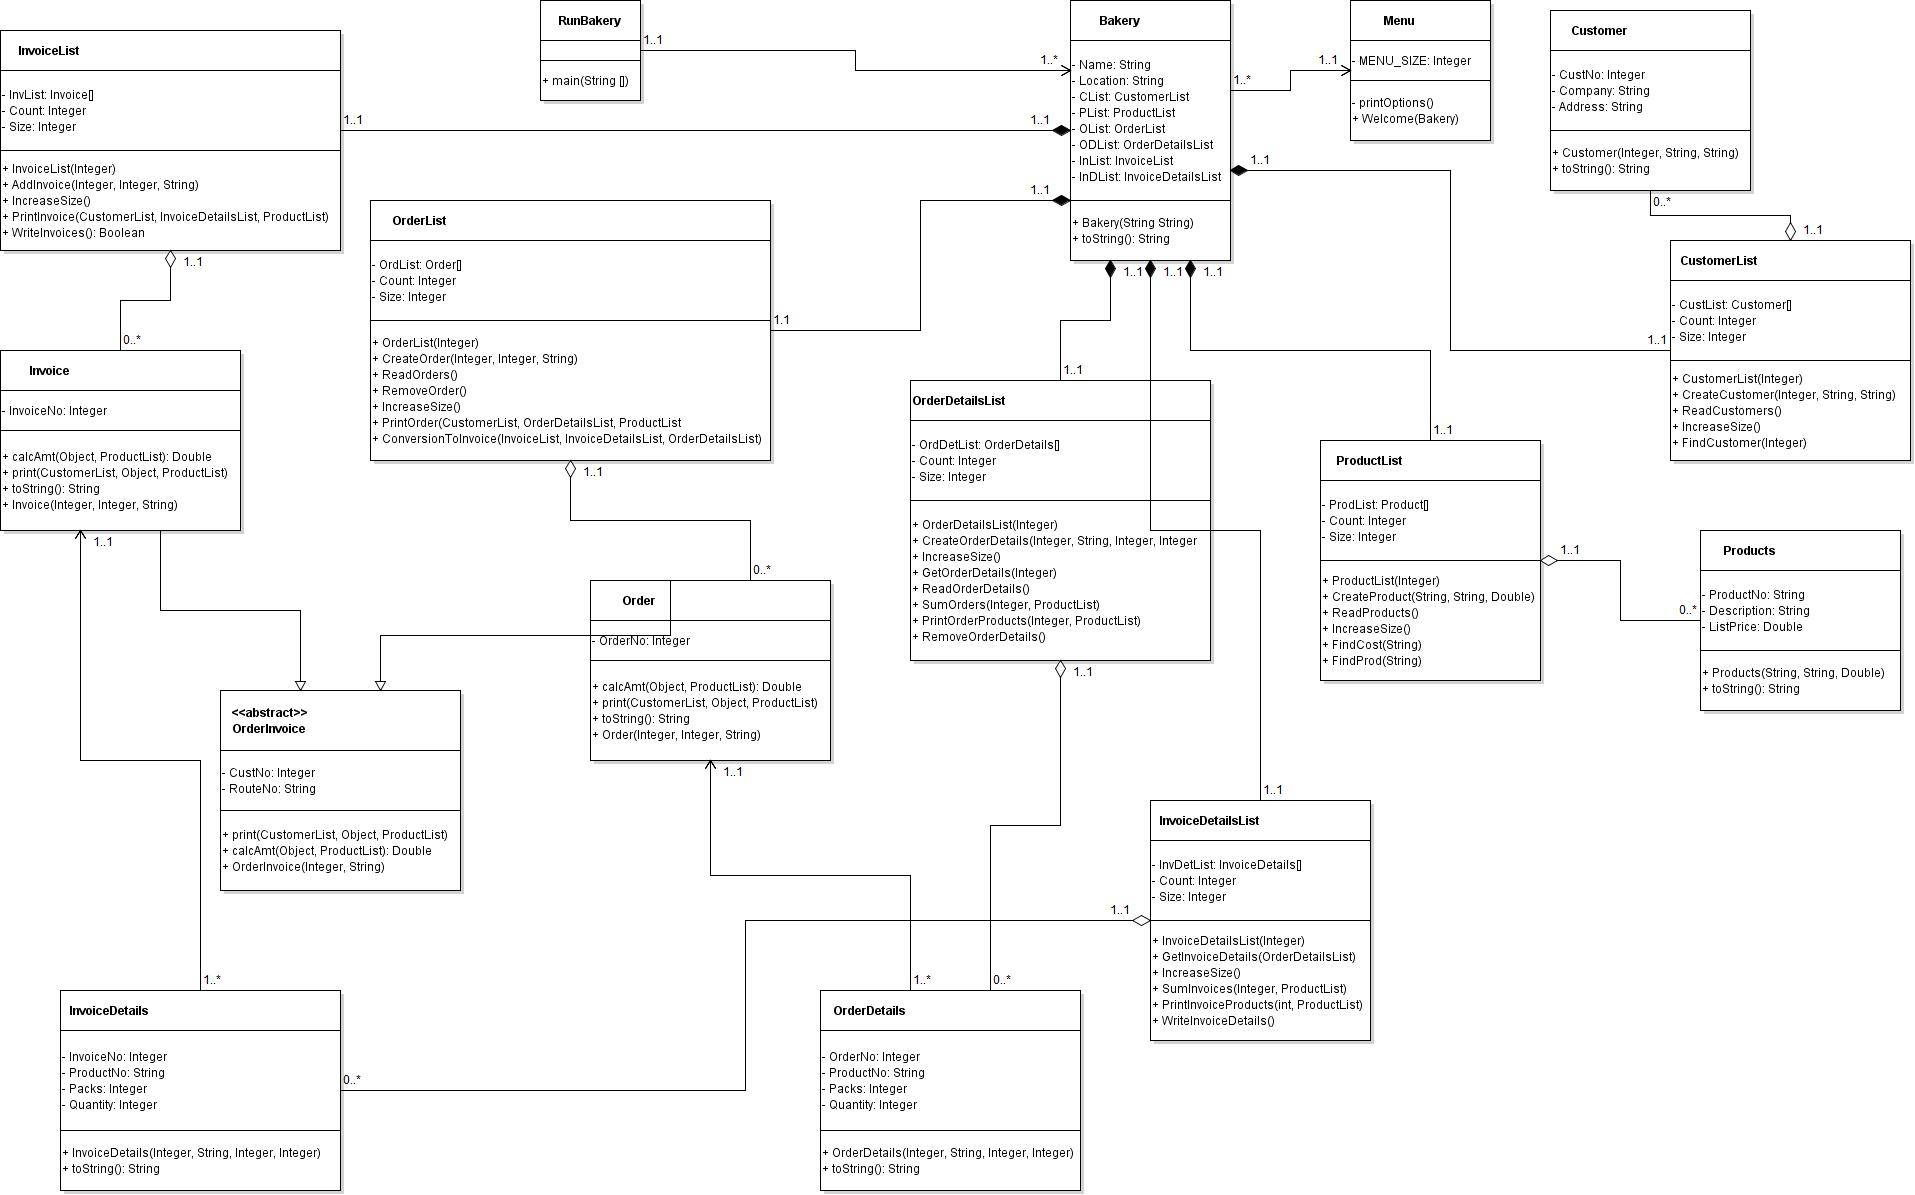 RunBakery
+ main(String [])
1..1
1..*
Bakery
- Name: String
- Location: String
- CList: CustomerList
- PList: ProductList
- OList: OrderList
- ODList: OrderDetailsList
- InList: InvoiceList
- InDList: InvoiceDetailsList
+ Bakery(String String)
+ toString(): String
1..*
1..1
Menu
- MENU_SIZE: Integer
- printOptions()
+ Welcome(Bakery)
Customer
- CustNo: Integer
- Company: String
- Address: String
+ Customer(Integer, String, String)
+ toString(): String
0..*
1..1
InvoiceList
- InvList: Invoice[]
- Count: Integer
- Size: Integer
+ InvoiceList(Integer)
+ AddInvoice(Integer, Integer, String)
+ IncreaseSize()
+ PrintInvoice(CustomerList, InvoiceDetailsList, ProductList)
+ WriteInvoices(): Boolean
1..1
1..1
1..1
1..1
1..1
0..*
OrderList
- OrdList: Order[]
- Count: Integer
- Size: Integer
+ OrderList(Integer)
+ CreateOrder(Integer, Integer, String)
+ ReadOrders()
+ RemoveOrder()
+ IncreaseSize()
+ PrintOrder(CustomerList, OrderDetailsList, ProductList
+ ConversionToInvoice(InvoiceList, InvoiceDetailsList, OrderDetailsList)
1.1
1..1
1..1
1..1
1..1
CustomerList
- CustList: Customer[]
- Count: Integer
- Size: Integer
+ CustomerList(Integer)
+ CreateCustomer(Integer, String, String)
+ ReadCustomers()
+ IncreaseSize()
+ FindCustomer(Integer)
1..1
Invoice
- InvoiceNo: Integer
+ calcAmt(Object, ProductList): Double
+ print(CustomerList, Object, ProductList)
+ toString(): String
+ Invoice(Integer, Integer, String)
1..1
1..1
OrderDetailsList
- OrdDetList: OrderDetails[]
- Count: Integer
- Size: Integer
+ OrderDetailsList(Integer)
+ CreateOrderDetails(Integer, String, Integer, Integer
+ IncreaseSize()
+ GetOrderDetails(Integer)
+ ReadOrderDetails()
+ SumOrders(Integer, ProductList)
+ PrintOrderProducts(Integer, ProductList)
+ RemoveOrderDetails()
1..1
1..1
ProductList
- ProdList: Product[]
- Count: Integer
- Size: Integer
+ ProductList(Integer)
+ CreateProduct(String, String, Double)
+ ReadProducts()
+ IncreaseSize()
+ FindCost(String)
+ FindProd(String)
1..1
0..*
Products
- ProductNo: String
- Description: String
- ListPrice: Double
+ Products(String, String, Double)
+ toString(): String
0..*
Order
- OrderNo: Integer
+ calcAmt(Object, ProductList): Double
+ print(CustomerList, Object, ProductList)
+ toString(): String
+ Order(Integer, Integer, String)
1..1
<<abstract>>
OrderInvoice
- CustNo: Integer
- RouteNo: String
+ print(CustomerList, Object, ProductList)
+ calcAmt(Object, ProductList): Double
+ OrderInvoice(Integer, String)
1..1
InvoiceDetailsList
- InvDetList: InvoiceDetails[]
- Count: Integer
- Size: Integer
+ InvoiceDetailsList(Integer)
+ GetInvoiceDetails(OrderDetailsList)
+ IncreaseSize()
+ SumInvoices(Integer, ProductList)
+ PrintInvoiceProducts(int, ProductList)
+ WriteInvoiceDetails()
1..1
1..*
InvoiceDetails
- InvoiceNo: Integer
- ProductNo: String
- Packs: Integer
- Quantity: Integer
+ InvoiceDetails(Integer, String, Integer, Integer)
+ toString(): String
0..*
1..*
0..*
OrderDetails
- OrderNo: Integer
- ProductNo: String
- Packs: Integer
- Quantity: Integer
+ OrderDetails(Integer, String, Integer, Integer)
+ toString(): String